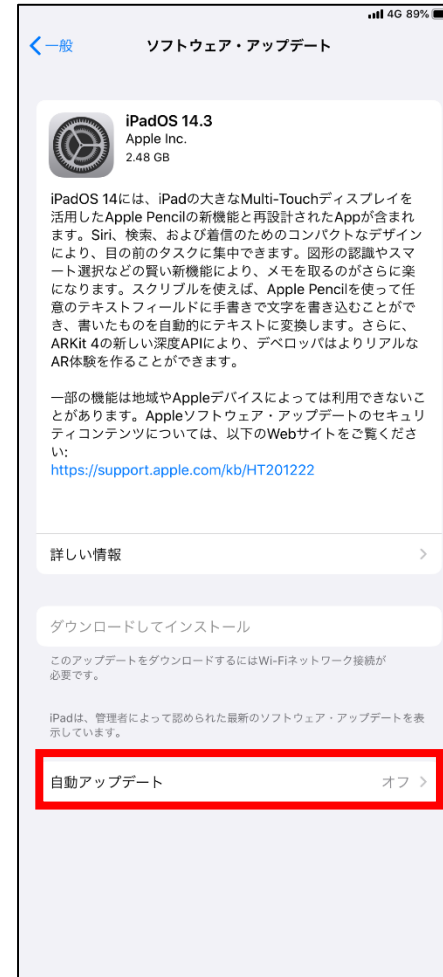 4G 89%
一般
ソフトウェア・アップデート
iPadOS 14.3
Apple Inc.
2.48 GB
iPadOS 14には、iPadの大きなMulti-Touchディスプレイを
活用したApple Pencilの新機能と再設計されたAppが含まれ
ます。Siri、検索、および着信のためのコンパクトなデザイン
により、目の前のタスクに集中できます。図形の認識やスマ
ート選択などの賢い新機能により、メモを取るのがさらに楽
になります。スクリブルを使えば、Apple Pencilを使って任
意のテキストフィールドに手書きで文字を書き込むことがで
き、書いたものを自動的にテキストに変換します。さらに、
ARKit 4の新しい深度APIにより、デベロッパはよりリアルな
AR体験を作ることができます。
一部の機能は地域やAppleデバイスによっては利用できないこ
とがあります。Appleソフトウェア・アップデートのセキュリ
ティコンテンツについては、以下のWebサイトをご覧くださ
い:
https://support.apple.com/kb/HT201222
詳しい情報
ダウンロードしてインストール
このアップデートをダウンロードするにはWi-Fiネットワーク接続が
必要です。
iPadは、管理者によって認められた最新のソフトウェア・アップデートを表
示しています。
自動アップデート オフ